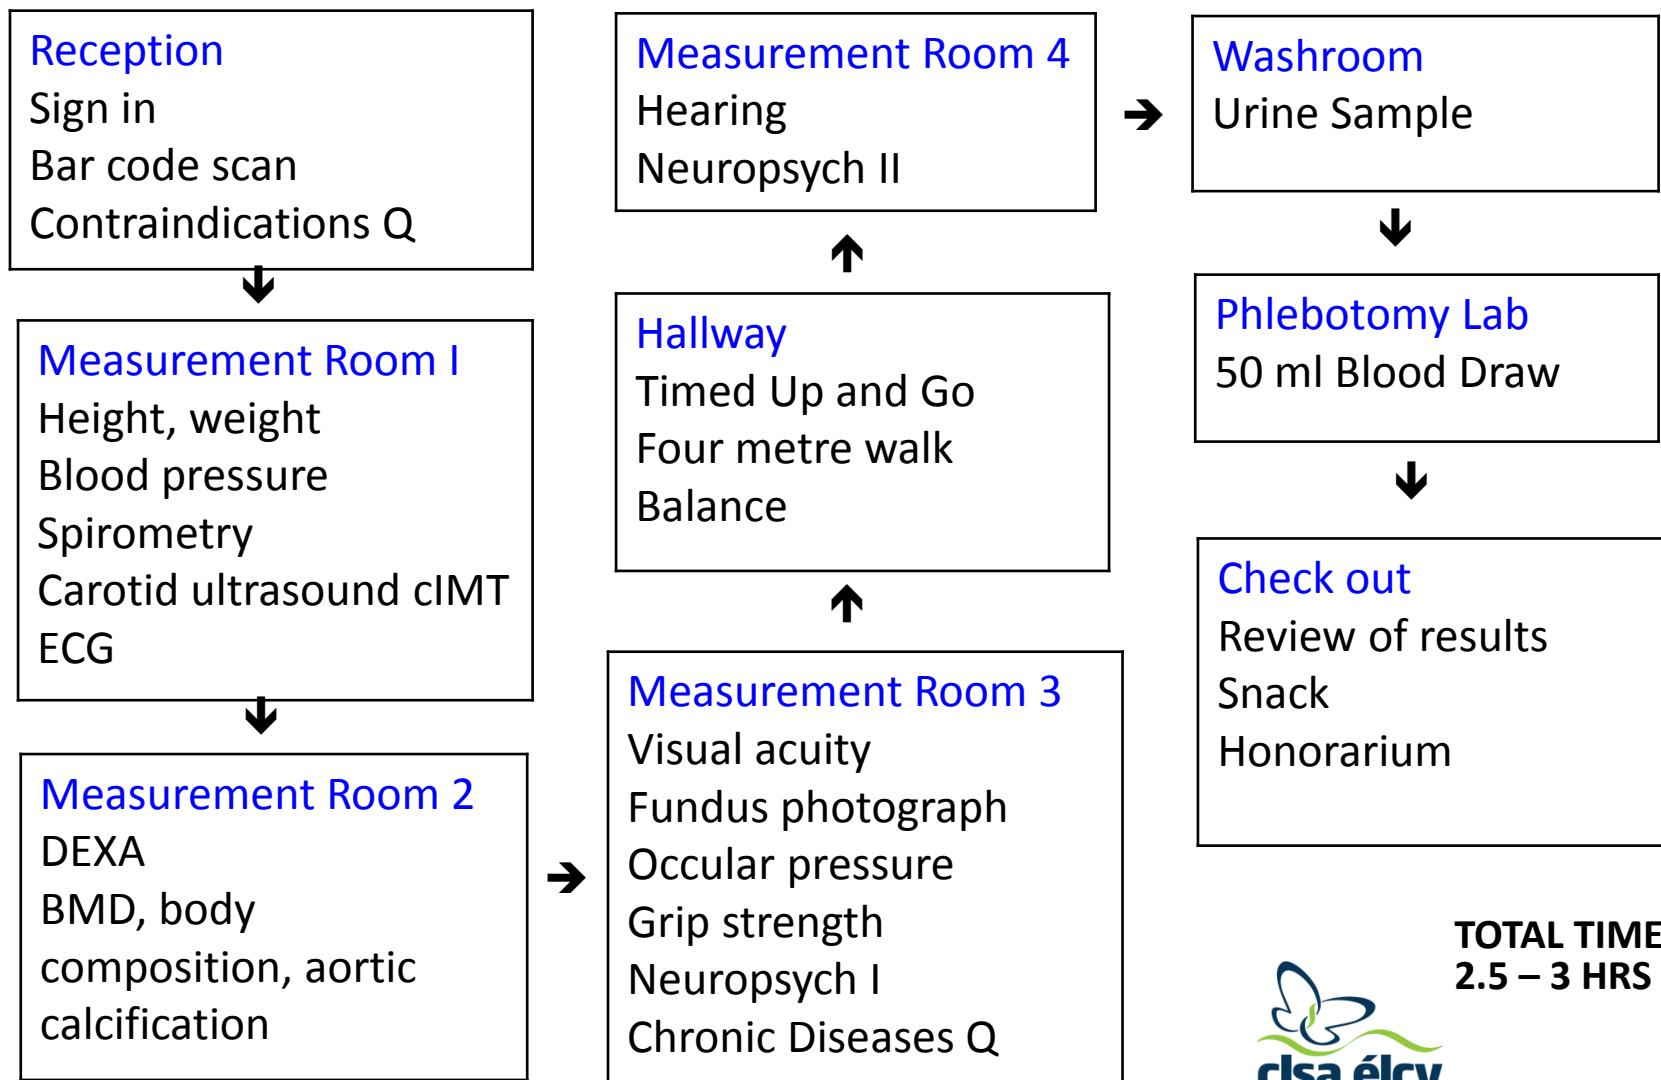 Reception
Sign in
Bar code scan
Contraindications Q
Measurement Room I
Height, weight
Blood pressure
Spirometry
Carotid ultrasound cIMT
ECG
Measurement Room 2
DEXA
BMD, body
composition, aortic
calcification
Measurement Room 3
Visual acuity
Fundus photograph
Occular pressure
Grip strength
Neuropsych I
Chronic Diseases Q
Hallway
Timed Up and Go
Four metre walk
Balance
Measurement Room 4
Hearing
Neuropsych II
Washroom
Urine Sample
Phlebotomy Lab
50 ml Blood Draw
Check out
Review of results
Snack
Honorarium
TOTAL TIME
2.5 – 3 HRS
clsa élcv